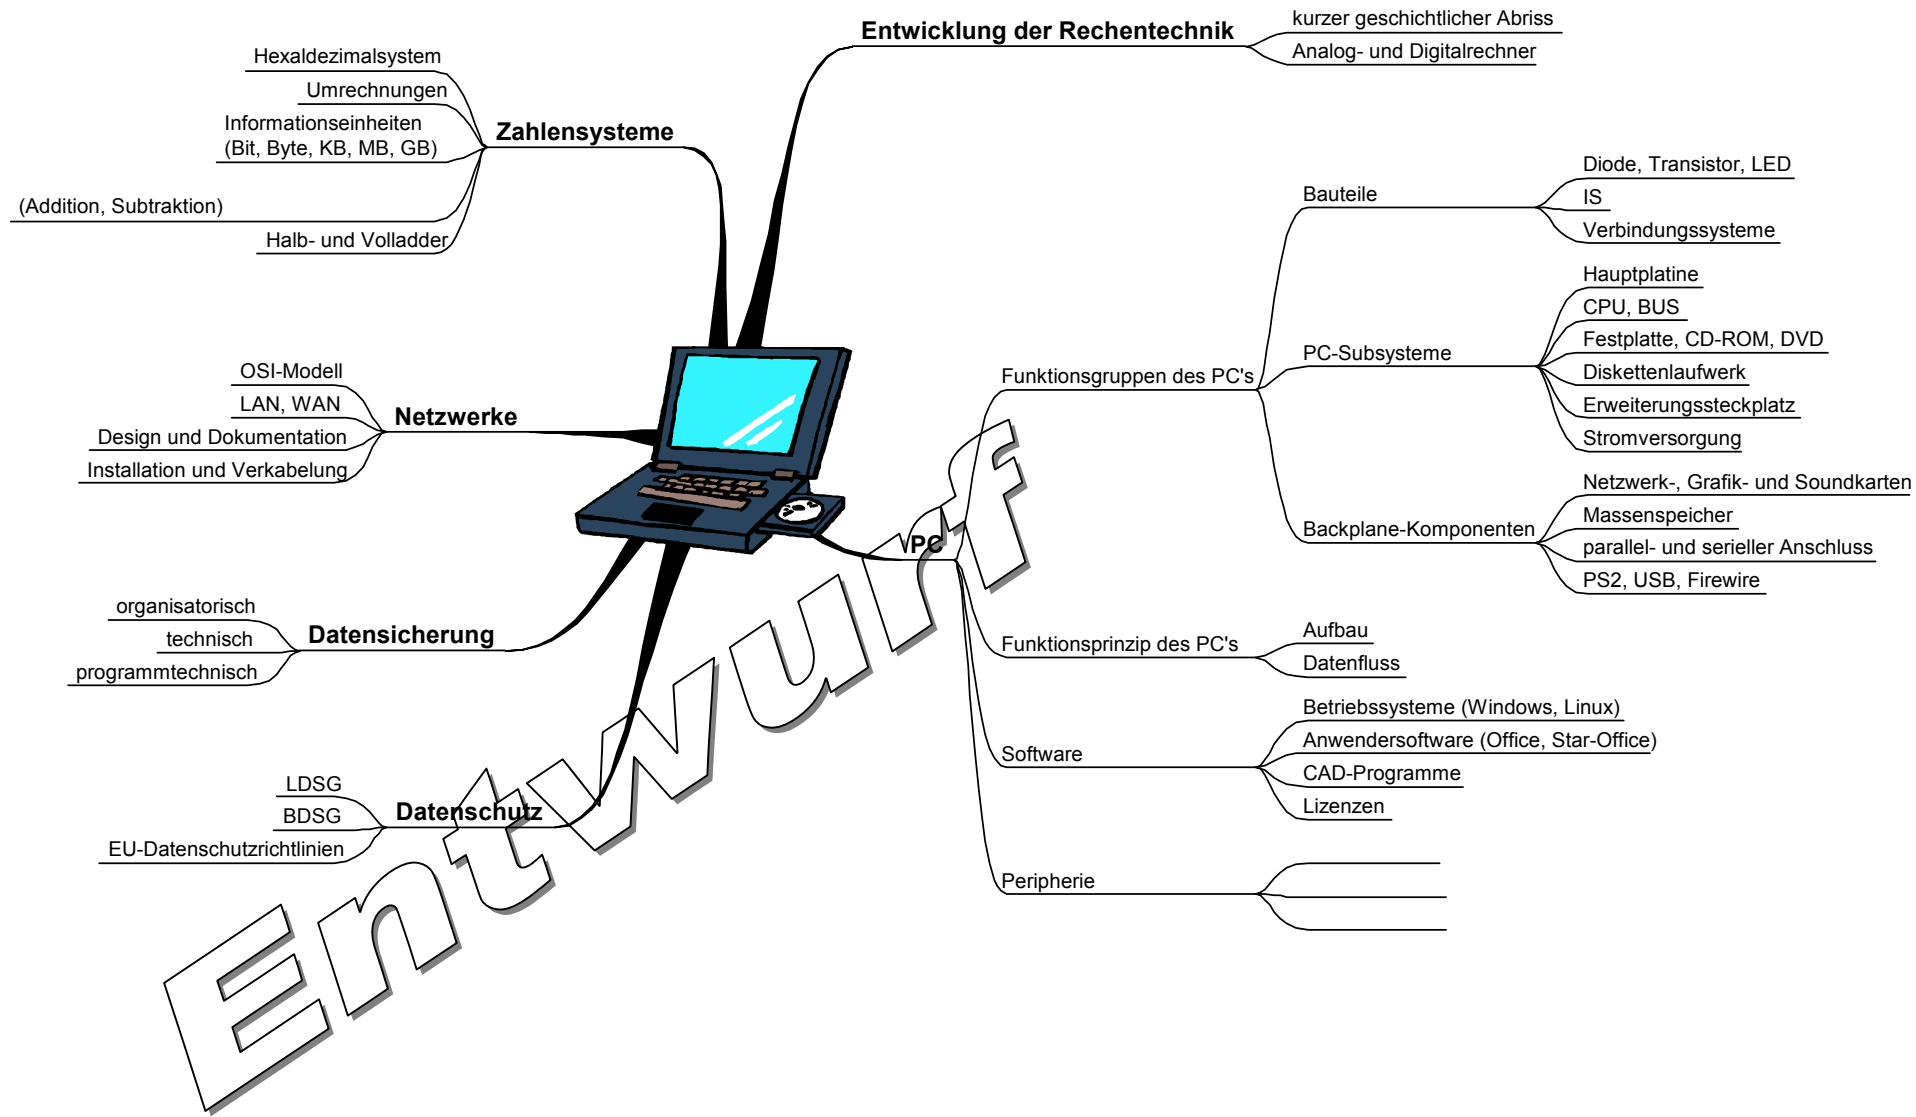 Entwicklung der Rechentechnik
kurzer geschichtlicher Abriss
Analog- und Digitalrechner
Zahlensysteme
Hexaldezimalsystem
Umrechnungen
Informationseinheiten
(Bit, Byte, KB, MB, GB)
(Addition, Subtraktion)
Halb- und Volladder
Netzwerke
OSI-Modell
LAN, WAN
Design und Dokumentation
Installation und Verkabelung
Datensicherung
organisatorisch
technisch
programmtechnisch
Datenschutz
LDSG
BDSG
EU-Datenschutzrichtlinien
PC
Funktionsgruppen des PC's
Bauteile
Diode, Transistor, LED
IS
Verbindungssysteme
PC-Subsysteme
Hauptplatine
CPU, BUS
Festplatte, CD-ROM, DVD
Diskettenlaufwerk
Erweiterungssteckplatz
Stromversorgung
Backplane-Komponenten
Netzwerk-, Grafik- und Soundkarten
Massenspeicher
parallel- und serieller Anschluss
PS2, USB, Firewire
Funktionsprinzip des PC's
Aufbau
Datenfluss
Software
Betriebssysteme (Windows, Linux)
Anwendersoftware (Office, Star-Office)
CAD-Programme
Lizenzen
Peripherie
Entwurf